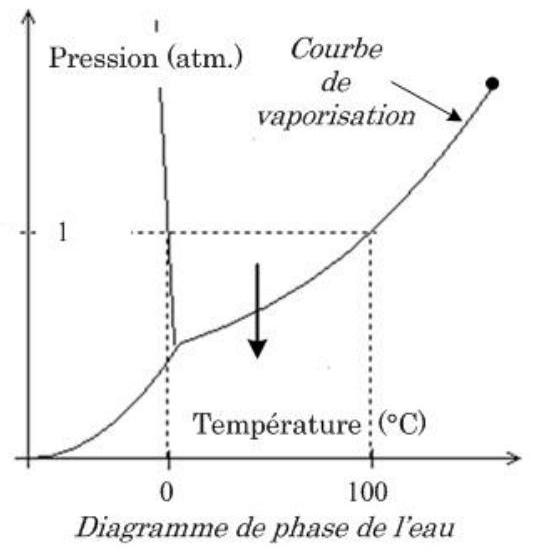 Pression (atm.)
Courbe
de
vaporisation
1
Température (°C)
0
100
Diagramme de phase de l'eau